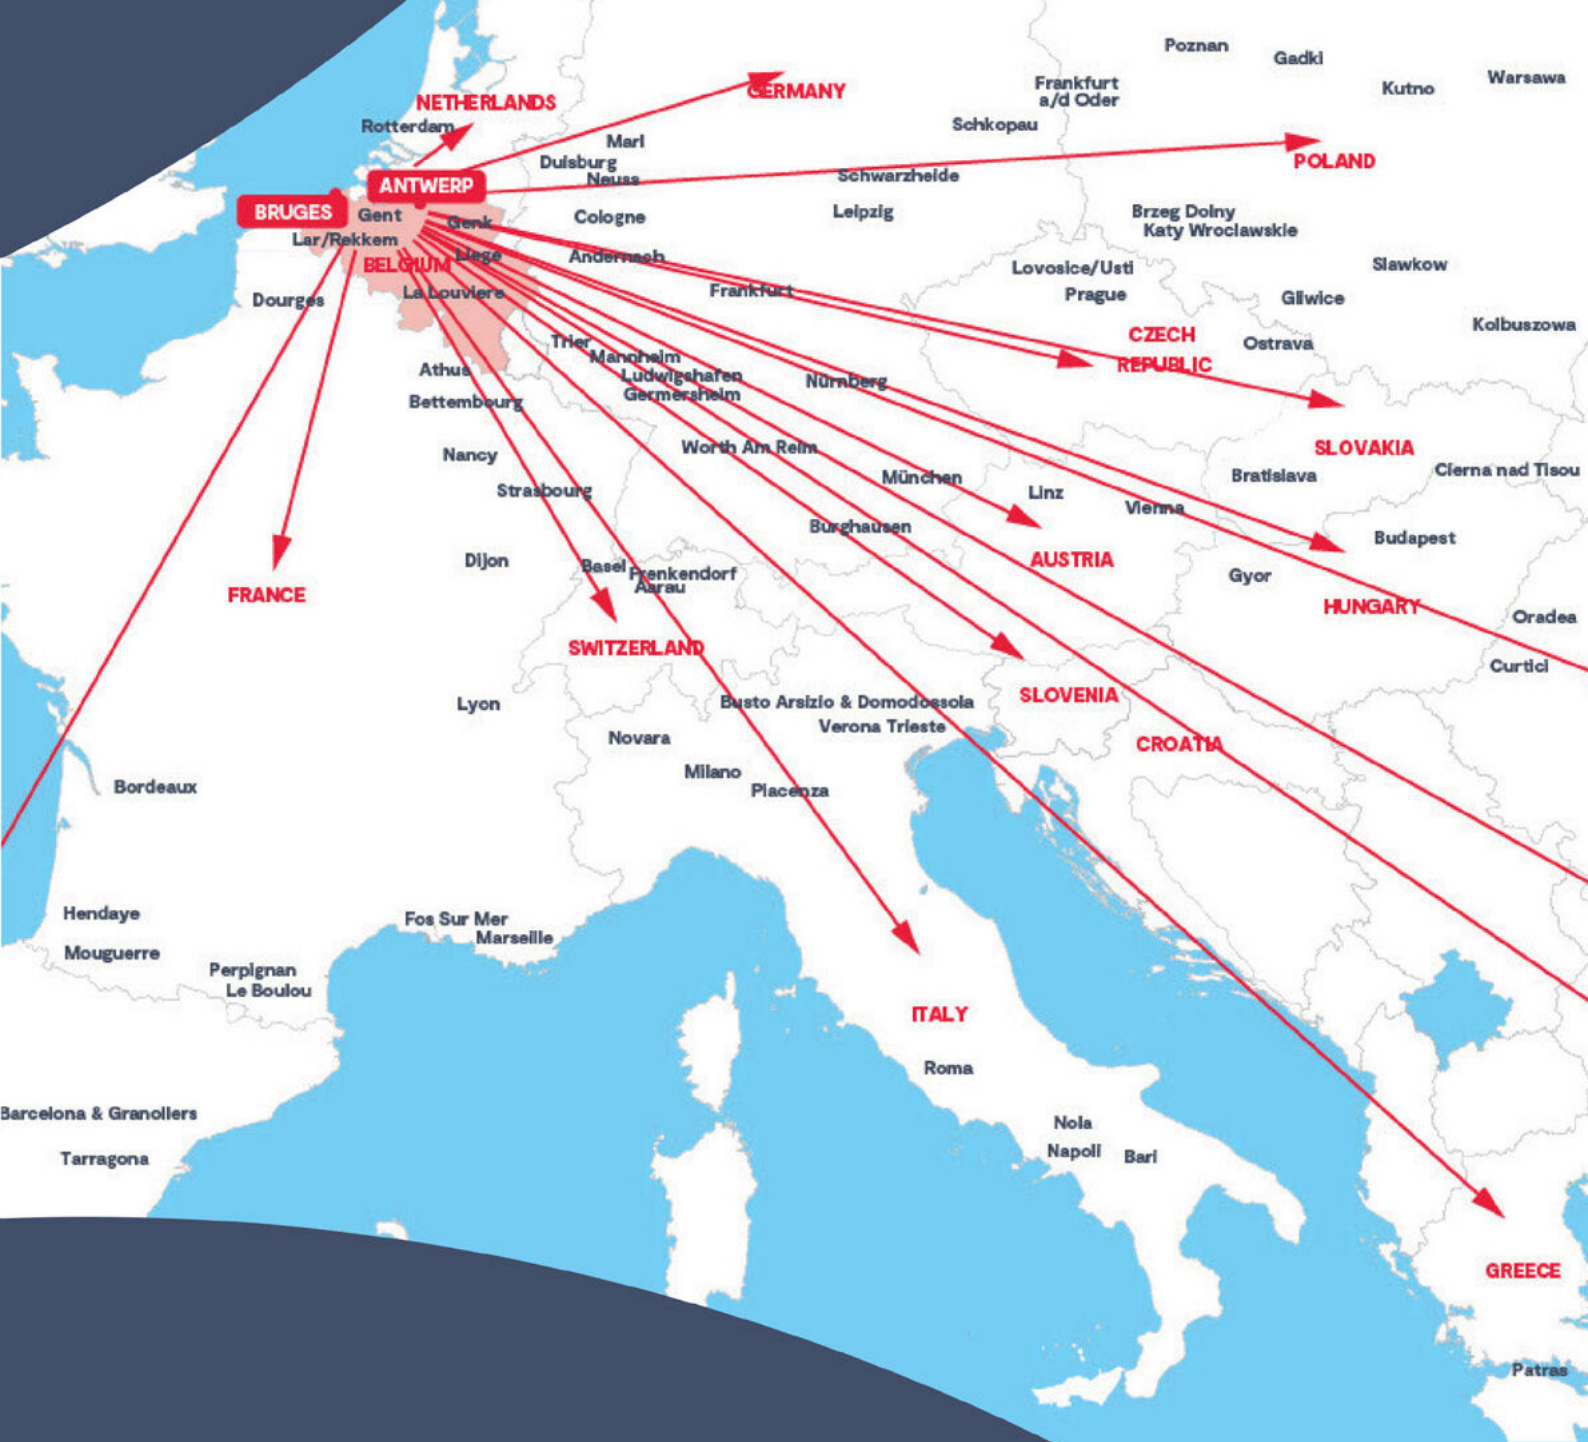 Poznan
Gadki
Warsawa
Kutno
Frankfurt
a/d Oder
GERMANY
NETHERLANDS
Rotterdam
Schkopau
Marl
Duisburg
Neuss
POLAND
Schwarzheide
ANTWERP
BRUGES
Gent
Genk
Cologne
Leipzig
Brzeg Dolny
Katy Wroclawskie
Lar/Rekkem
Liege
Andernach
BELGIUM
Lovosice/Usti
Slawkow
Prague
Frankfurt
La Louviere
Dourges
Gliwice
Kolbuszowa
CZECH
REPUBLIC
Ostrava
Trier
Mannheim
Ludwigshafen
Germersheim
Nürnberg
Athus
Bettembourg
Worth Am Reim
SLOVAKIA
Nancy
München
Bratislava
Cierna nad Tisou
Strasbourg
Linz
Vienna
Burghausen
Budapest
Dijon
Basel
Frenkendorf
Aarau
AUSTRIA
Gyor
FRANCE
HUNGARY
Oradea
SWITZERLAND
Curtici
Lyon
Busto Arsizio & Domodossola
SLOVENIA
Verona Trieste
Novara
CROATIA
Milano
Piacenza
Bordeaux
Hendaye
Mouguerre
Fos Sur Mer
Marseille
Perpignan
Le Boulou
ITALY
Roma
Barcelona & Granollers
Nola
Napoli
Bari
Tarragona
GREECE
Patras